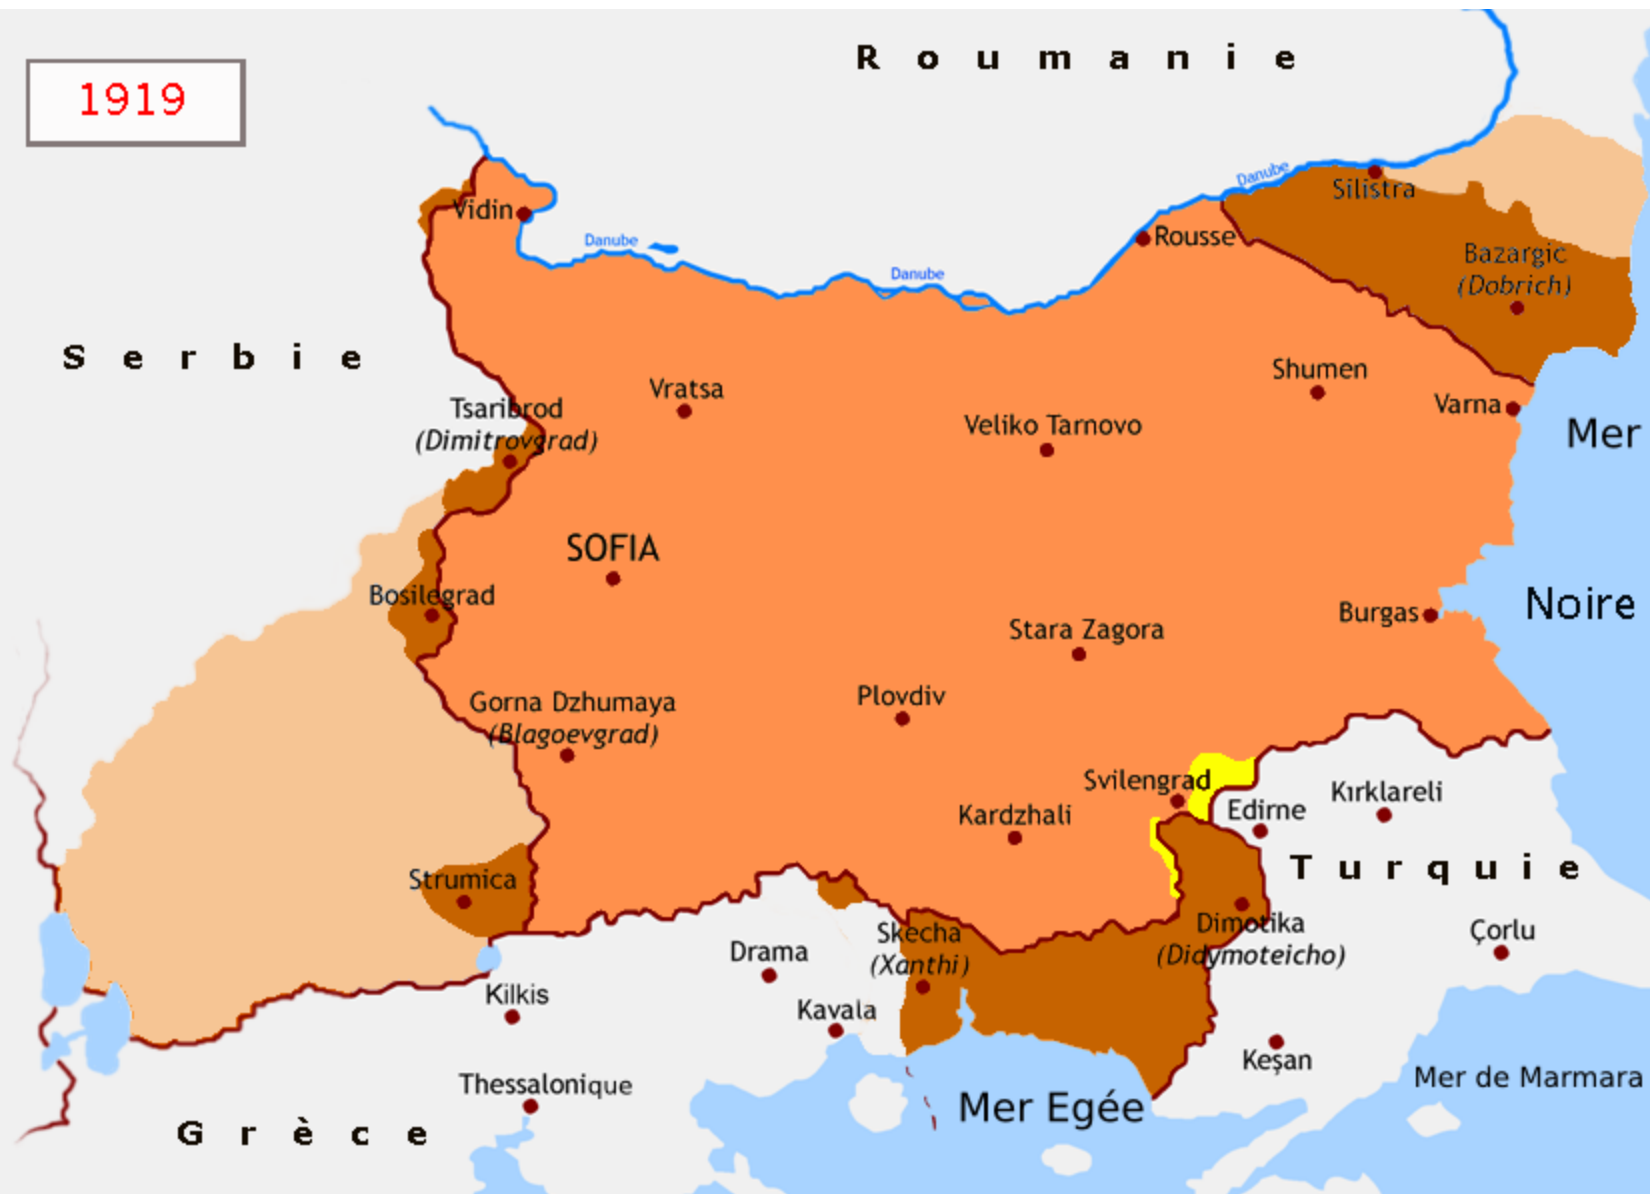 1919
R o u m a n i e
Danube
Silistra
Vidin
Rousse
Danube
Bazargic
(Dobrich)
Danube
S e r b i e
Shumen
Vratsa
Varna
Tsaribrod
(Dimitrovgrad)
Veliko Tarnovo
Mer
SOFIA
Bosilegrad
Noire
Burgas
Stara Zagora
Gorna Dzhumaya
(Blagoevgrad)
Plovdiv
Svilengrad
Kırklareli
Edirne
Kardzhali
T u r q u i e
Strumica
Dimotika
(Didymoteicho)
Skecha
(Xanthi)
Çorlu
Drama
Kilkis
Kavala
Keşan
Mer de Marmara
Thessalonique
Mer Egée
G r è c e